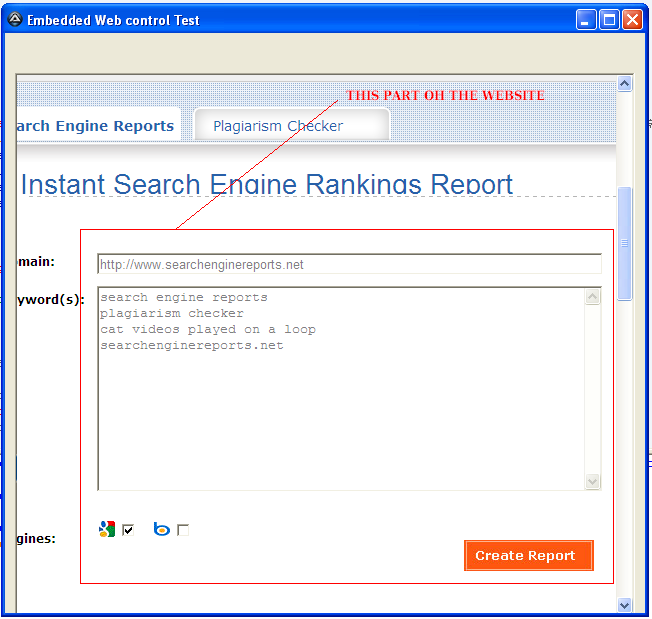 Embedded Web control Test
THIS PART OH THE WEBSITE
arch Engine Reports
Plagiarism Checker
Instant Search Engine Rankings Report
main:
http://www.searchenginereports.net
yword(s):
search engine reports
plagiarism checker
cat videos played on a loop
searchenginereports.net
gines:
Create Report